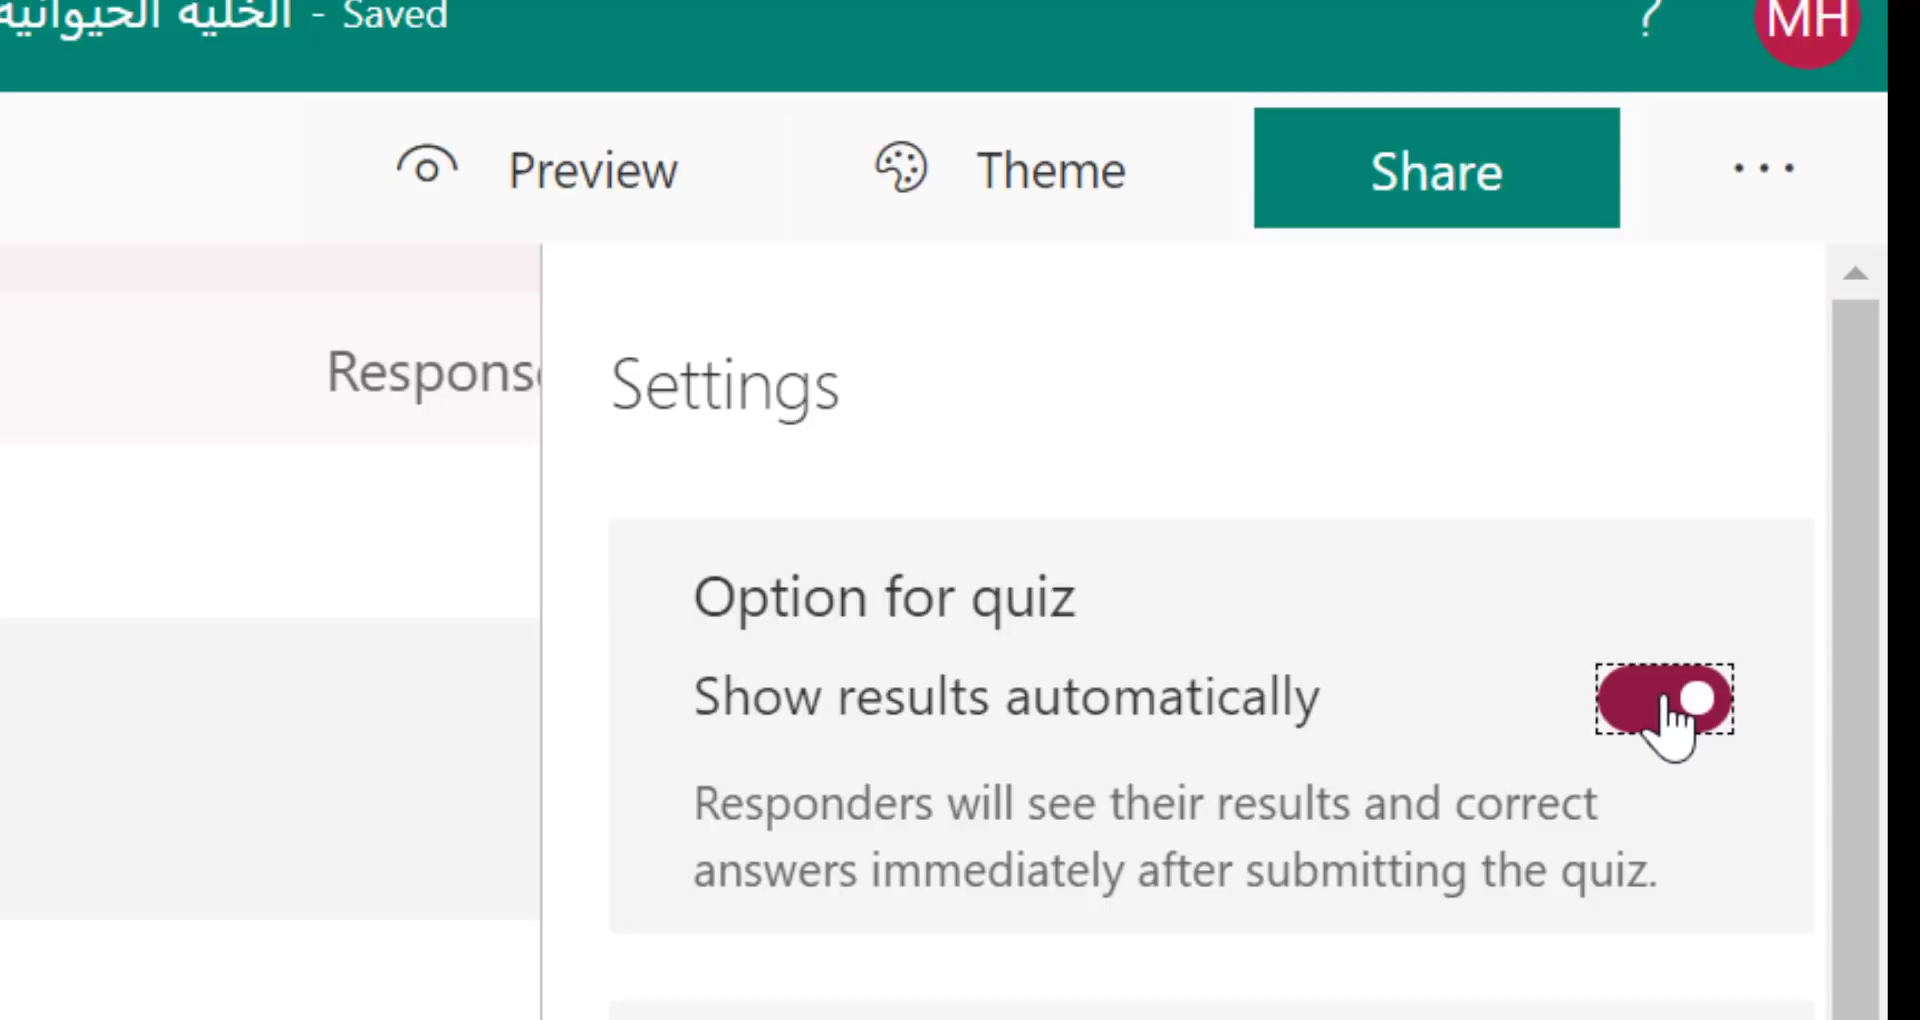 الخلية الحيوانية - Saved
?
MH
Preview
Theme
Share
...
Settings
Option for quiz
Show results automatically
Responders will see their results and correct
answers immediately after submitting the quiz.